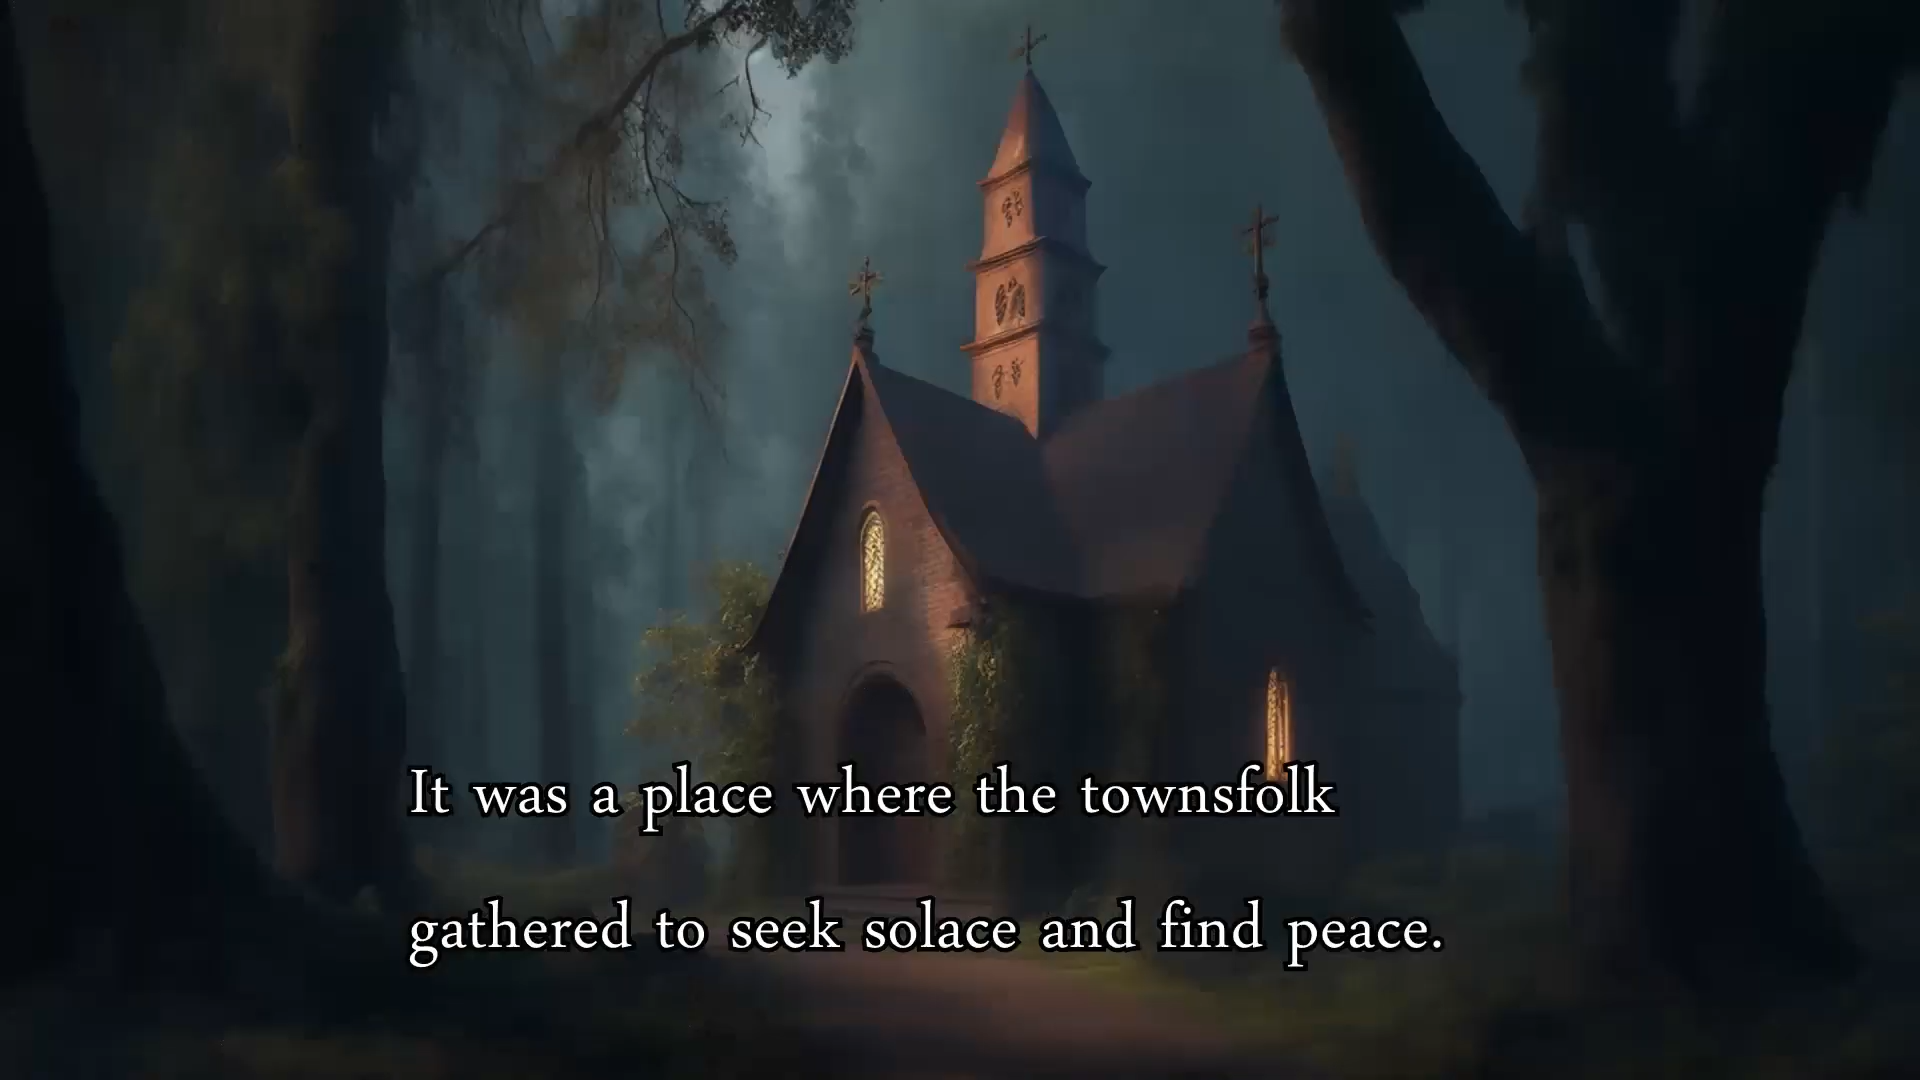 It was a place where the townsfolk
gathered to seek solace and find peace.